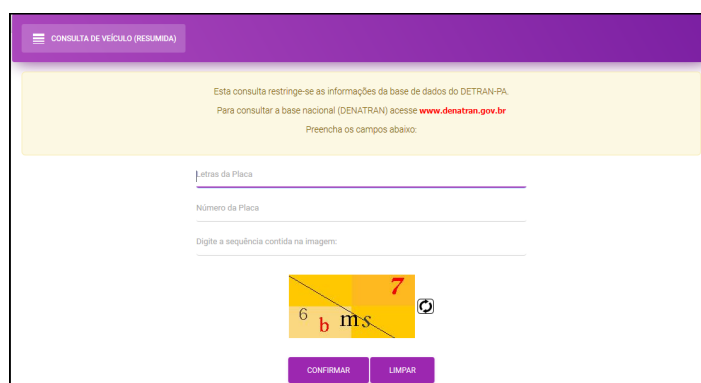 CONSULTA DE VEÍCULO (RESUMIDA)
Esta consulta restringe-se as informações da base de dados do DETRAN-PA.
Para consultar a base nacional (DENATRAN) acesse www.denatran.gov.br
Preencha os campos abaixo:
Letras da Placa
Número da Placa
Digite a sequência contida na imagem:
6 b m s 7
CONFIRMAR LIMPAR